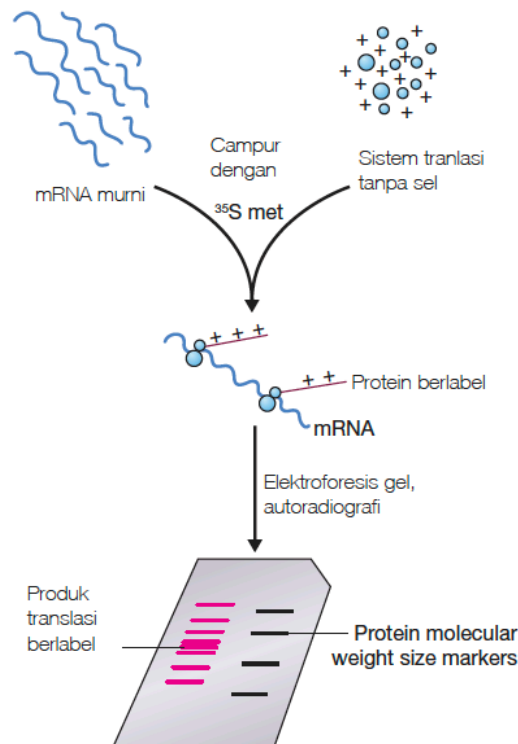 mRNA murni
Campur
dengan
³⁵S met
Sistem tranlasi
tanpa sel
+ + + + + + + + + +
+ + +
+ +
Protein berlabel
mRNA
Elektroforesis gel,
autoradiografi
Produk
translasi
berlabel
Protein molecular
weight size markers